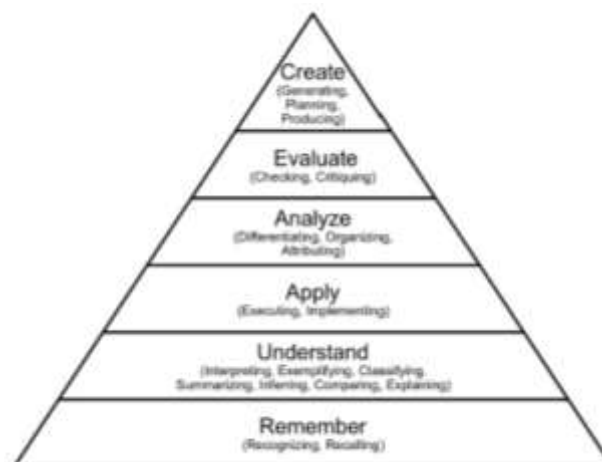 Create
(Generating,
Planning,
Producing)
Evaluate
(Checking, Critiquing)
Analyze
(Differentiating, Organizing,
Attributing)
Apply
(Executing, Implementing)
Understand
(Interpreting, Exemplifying, Classifying,
Summarizing, Inferring, Comparing, Explaining)
Remember
(Recognizing, Recalling)